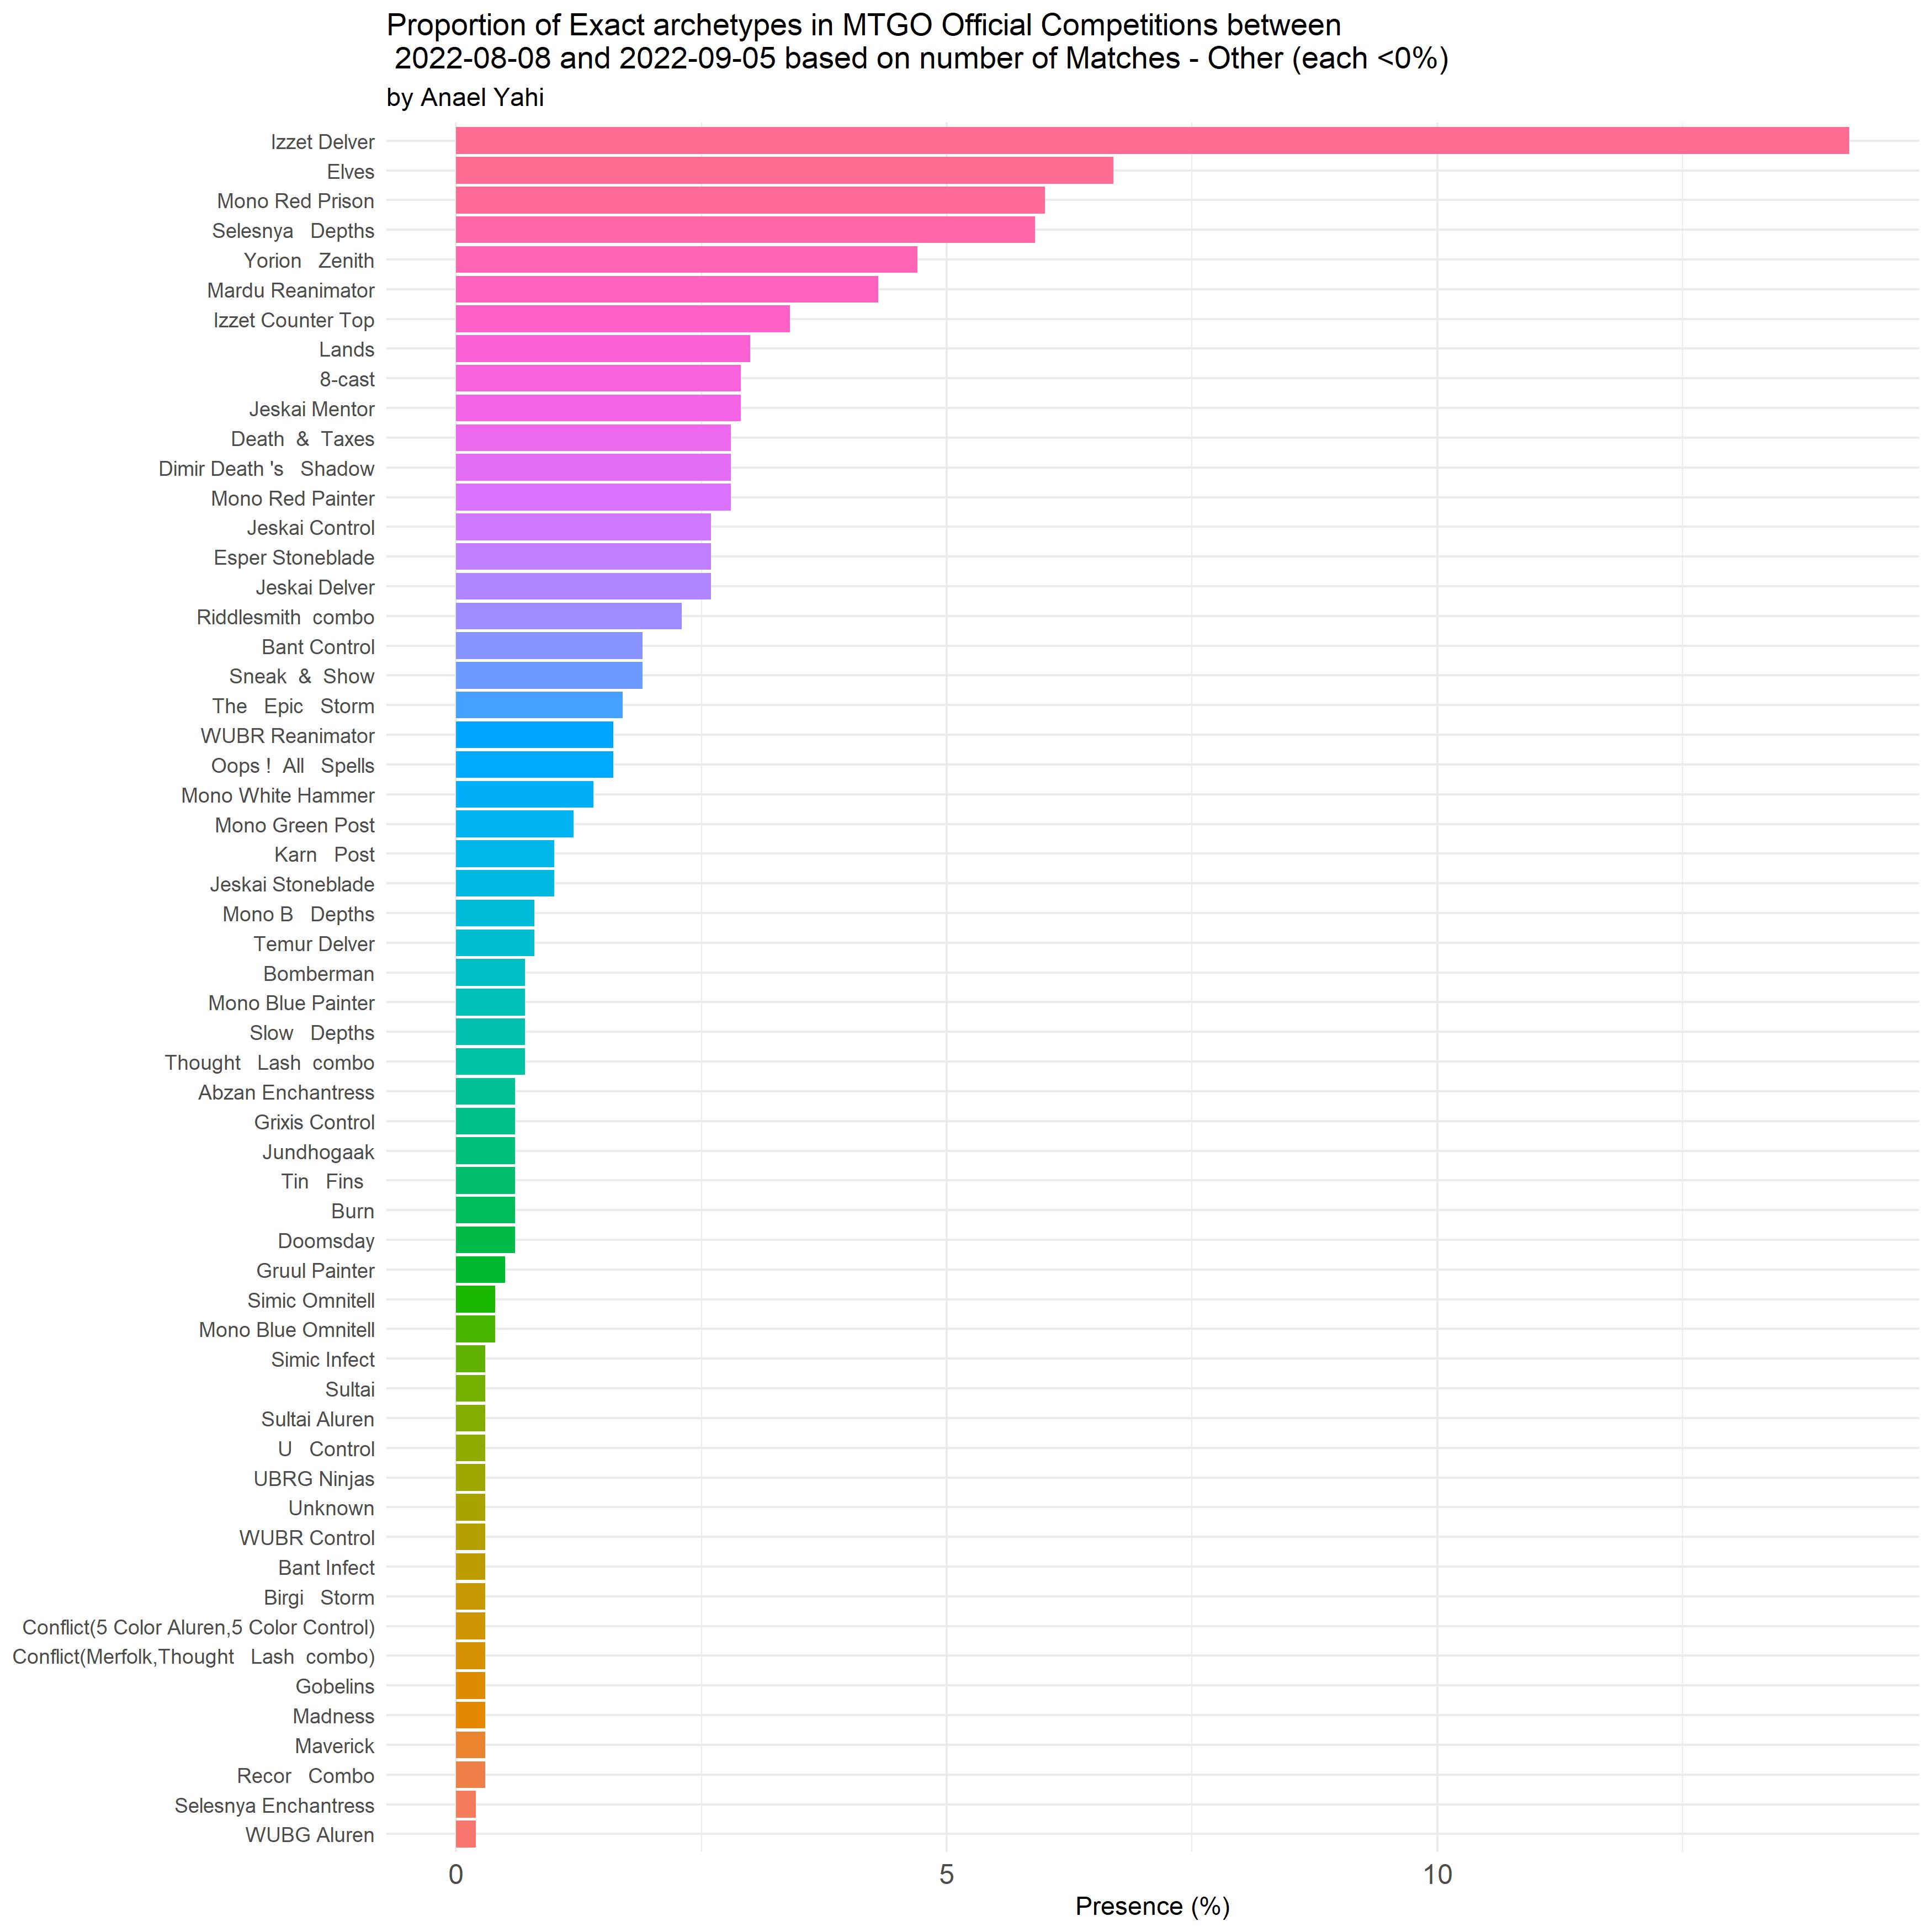 Proportion of Exact archetypes in MTGO Official Competitions between
2022-08-08 and 2022-09-05 based on number of Matches - Other (each <0%)
by Anael Yahi
Izzet Delver
Elves
Mono Red Prison
Selesnya   Depths
Yorion   Zenith
Mardu Reanimator
Izzet Counter Top
Lands
8-cast
Jeskai Mentor
Death  &  Taxes
Dimir Death 's   Shadow
Mono Red Painter
Jeskai Control
Esper Stoneblade
Jeskai Delver
Riddlesmith  combo
Bant Control
Sneak  &  Show
The   Epic   Storm
WUBR Reanimator
Oops !  All   Spells
Mono White Hammer
Mono Green Post
Karn   Post
Jeskai Stoneblade
Mono B   Depths
Temur Delver
Bomberman
Mono Blue Painter
Slow   Depths
Thought   Lash  combo
Abzan Enchantress
Grixis Control
Jundhogaak
Tin   Fins
Burn
Doomsday
Gruul Painter
Simic Omnitell
Mono Blue Omnitell
Simic Infect
Sultai
Sultai Aluren
U   Control
UBRG Ninjas
Unknown
WUBR Control
Bant Infect
Birgi   Storm
Conflict(5 Color Aluren,5 Color Control)
Conflict(Merfolk,Thought   Lash  combo)
Gobelins
Madness
Maverick
Recor   Combo
Selesnya Enchantress
WUBG Aluren
0 5 10
Presence (%)